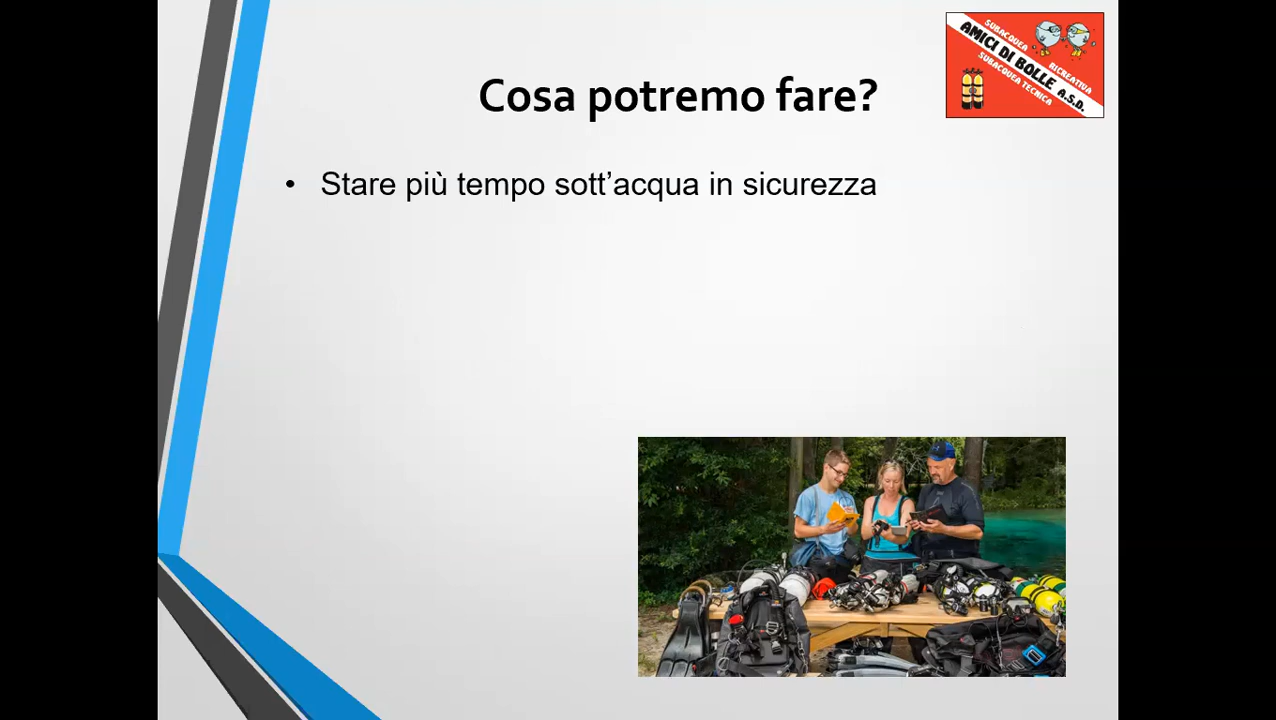 SUBACQUEA
RICREATIVA
AMICI DI BOLLE A.S.D.
SUBACQUEA TECNICA
Cosa potremo fare?
• Stare più tempo sott’acqua in sicurezza